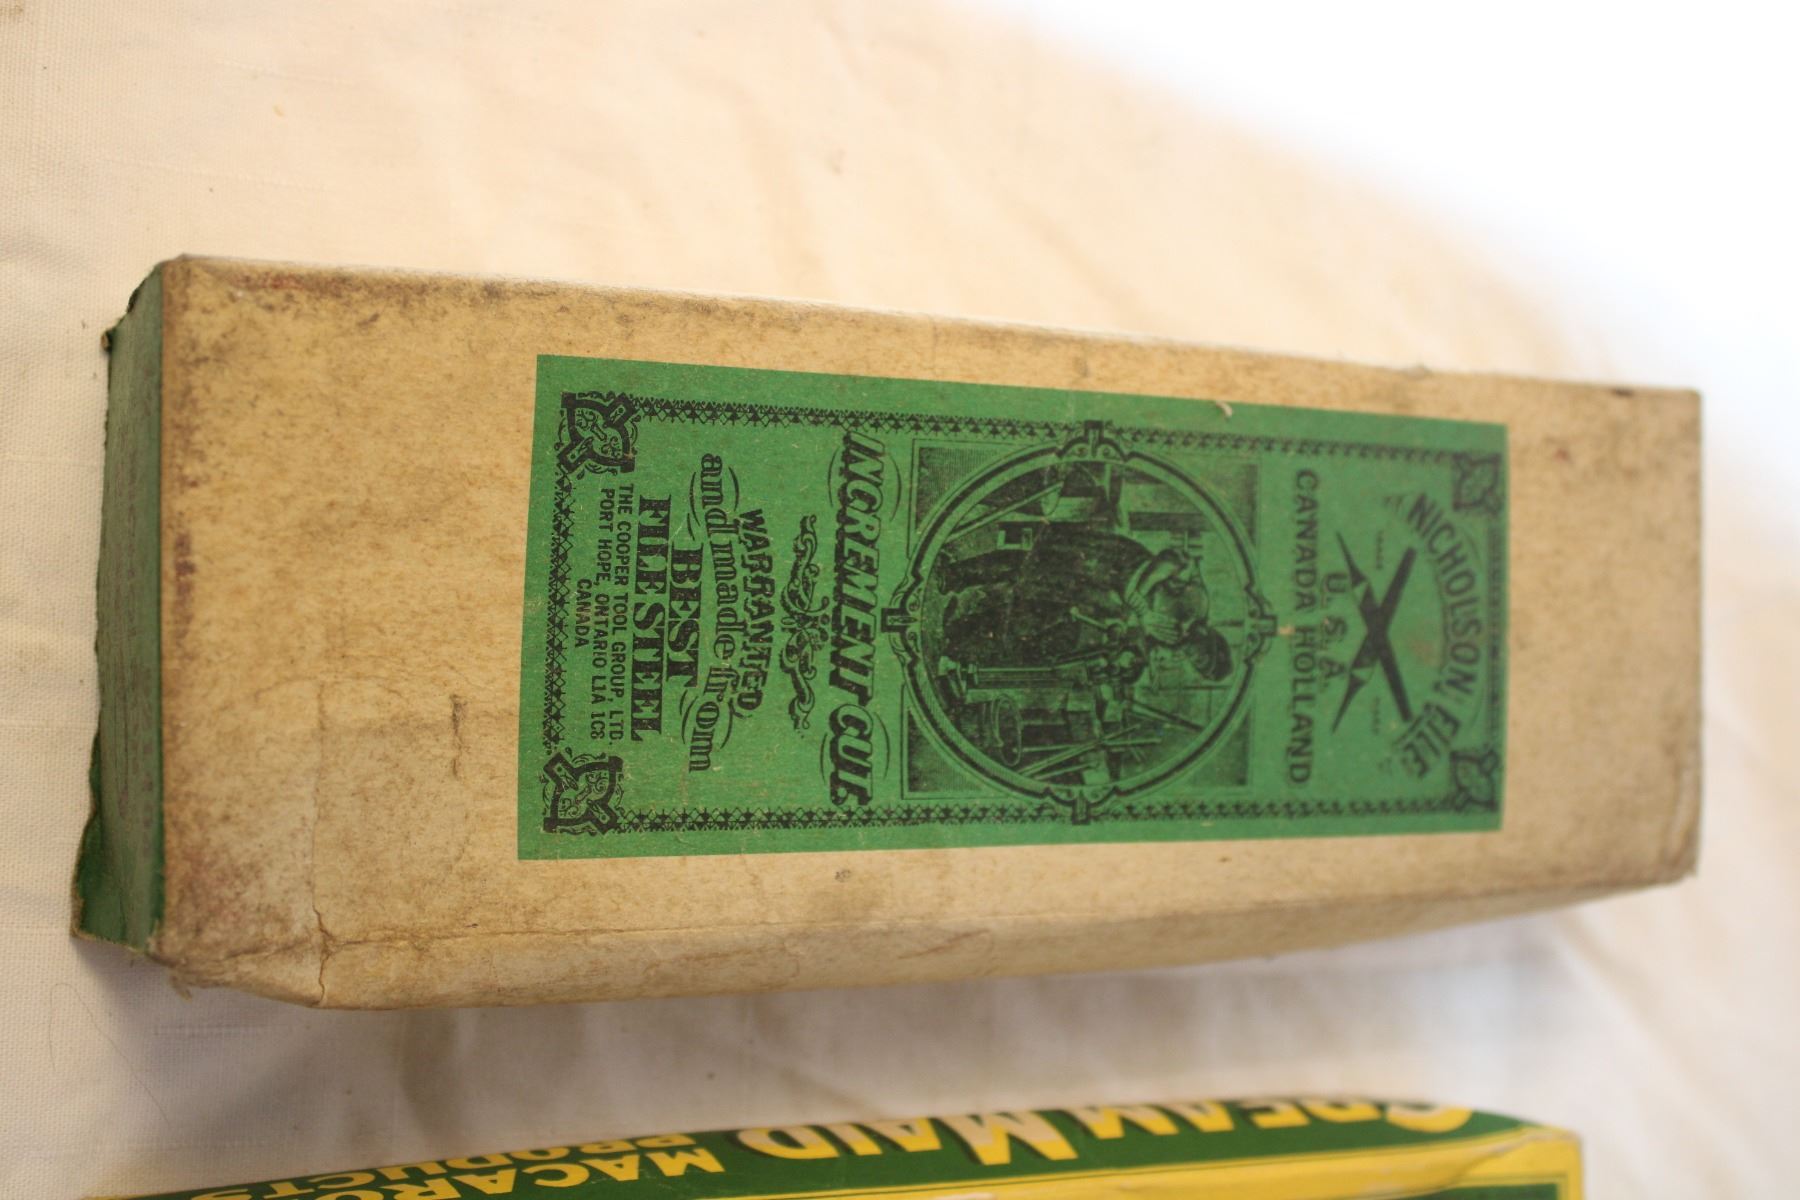 NICHOLSON FILE
U. S. A.
CANADA HOLLAND
INCREMENT CUT
WARRANTED,
and made from
BEST
FILE STEEL
THE COOPER TOOL GROUP, LTD.
PORT HOPE, ONTARIO L1A 1C8
CANADA
CREAM MAID
MACARO
PRODUCTS